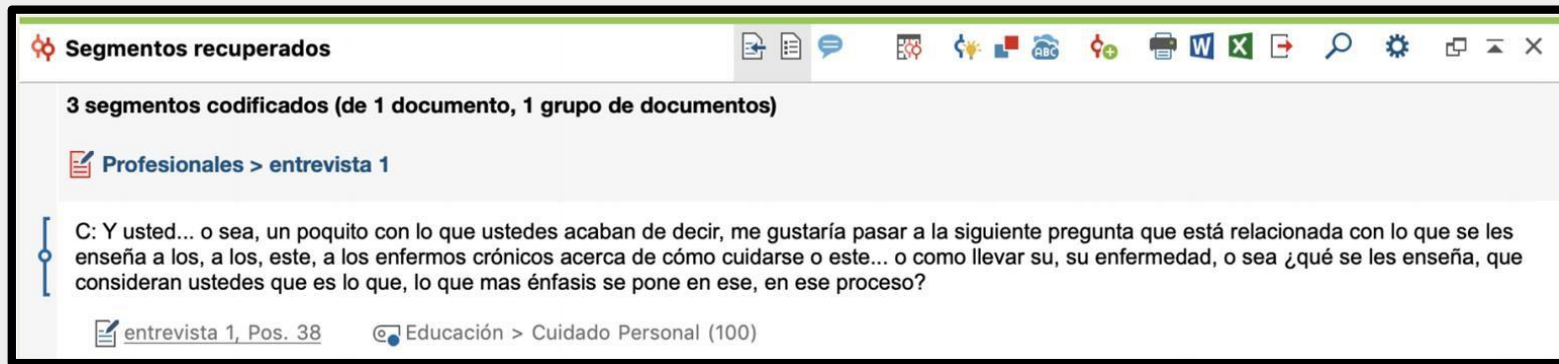 Segmentos recuperados
3 segmentos codificados (de 1 documento, 1 grupo de documentos)
Profesionales > entrevista 1
C: Y usted... o sea, un poquito con lo que ustedes acaban de decir, me gustaría pasar a la siguiente pregunta que está relacionada con lo que se les
enseña a los, a los, este, a los enfermos crónicos acerca de cómo cuidarse o este... o como llevar su, su enfermedad, o sea ¿qué se les enseña, que
consideran ustedes que es lo que, lo que mas énfasis se pone en ese, en ese proceso?
entrevista 1, Pos. 38 Educación > Cuidado Personal (100)